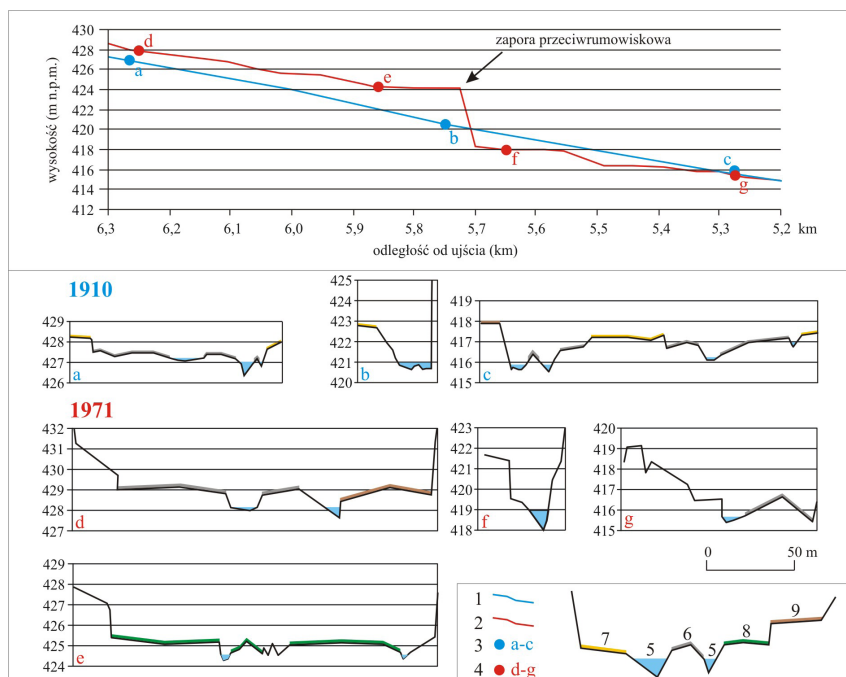 430
428
426
424
422
420
418
416
414
412
wysokość (m n.p.m.)
d
a
e
b
f
c
g
zapora przeciwrumowiskowa
6,3 6,2 6,1 6,0 5,9 5,8 5,7 5,6 5,5 5,4 5,3 5,2 km
odległość od ujścia (km)
1910
429
428
427
426
a
425
424
423
422
421
420
b
419
418
417
416
415
c
1971
432
431
430
429
428
427
d
423
422
421
420
419
418
f
420
419
418
417
416
415
g
0 50 m
429
428
427
426
425
424
e
1
2
3 a-c
4 d-g
7 5 6 5 8 9